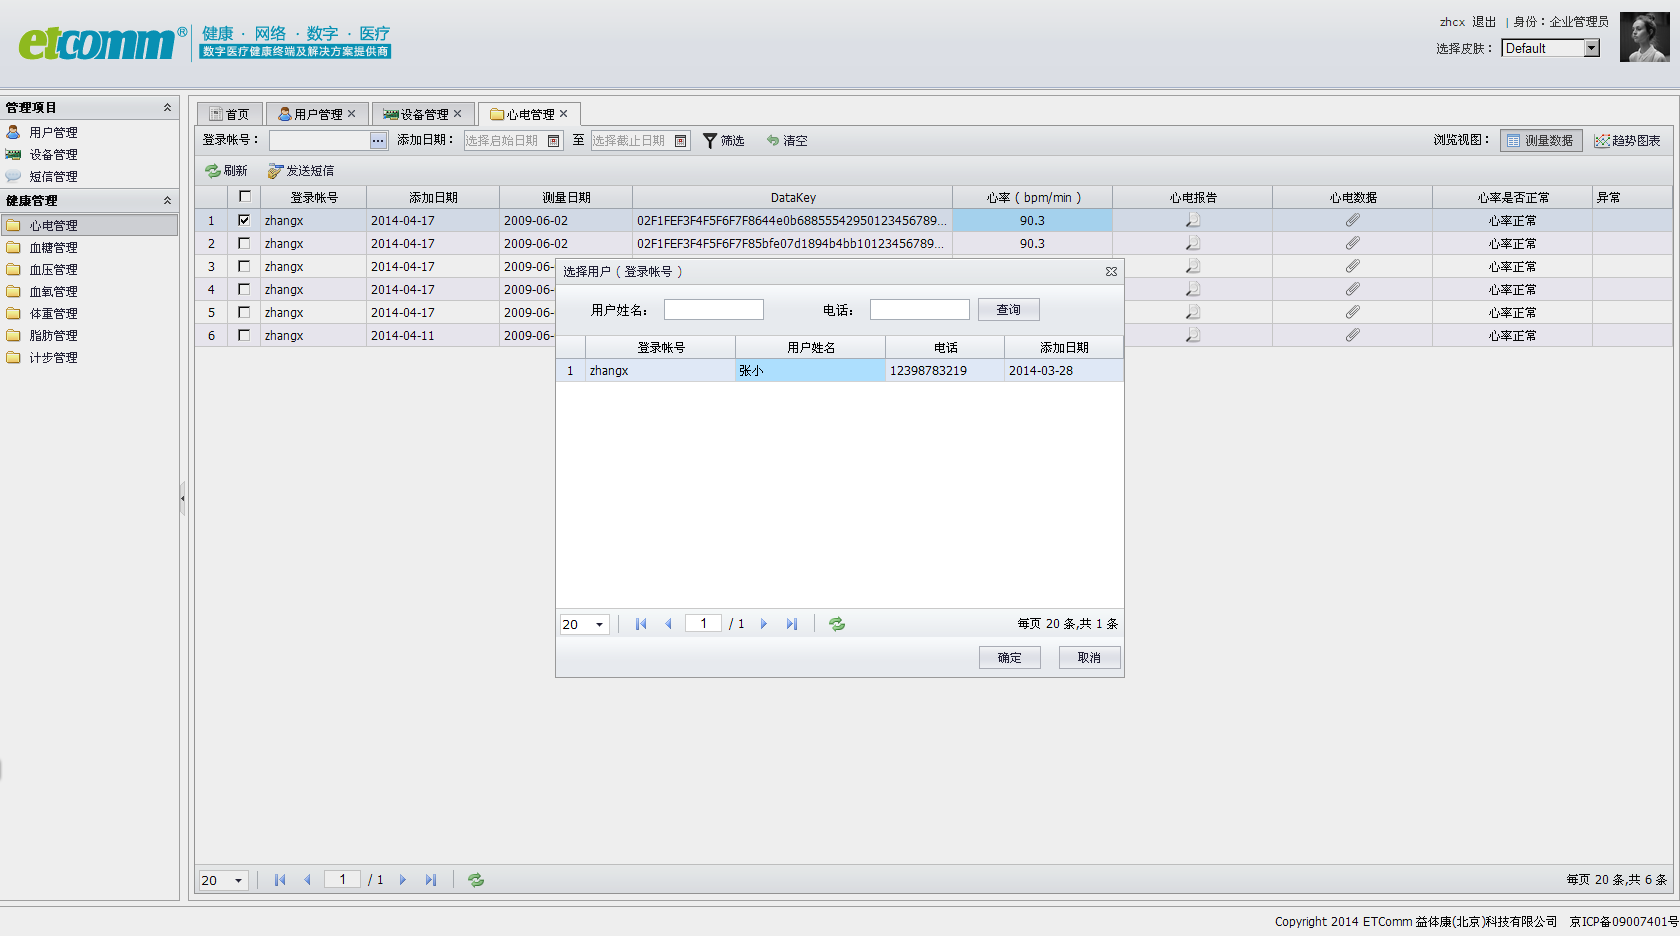 etcomm®
健康 · 网络 · 数字 · 医疗
数字医疗健康终端及解决方案提供商
zhcx 退出 | 身份：企业管理员
选择皮肤： Default
管理项目
用户管理
设备管理
短信管理
健康管理
心电管理
血糖管理
血压管理
血氧管理
体重管理
脂肪管理
计步管理
首页 用户管理 设备管理 心电管理
登录帐号： 添加日期： 选择启始日期 至 选择截止日期 筛选 清空 浏览视图： 测量数据 趋势图表
刷新 发送短信
登录帐号 添加日期 测量日期 DataKey 心率（bpm/min） 心电报告 心电数据 心率是否正常 异常
1 zhangx 2014-04-17 2009-06-02 02F1FEF3F4F5F6F7F8644e0b68855542950123456789... 90.3 心率正常
2 zhangx 2014-04-17 2009-06-02 02F1FEF3F4F5F6F7F85bfe07d1894b4bb10123456789... 90.3 心率正常
3 zhangx 2014-04-17 2009-06- 心率正常
4 zhangx 2014-04-17 2009-06- 心率正常
5 zhangx 2014-04-17 2009-06- 心率正常
6 zhangx 2014-04-11 2009-06- 心率正常
选择用户（登录帐号）
用户姓名： 电话： 查询
登录帐号 用户姓名 电话 添加日期
1 zhangx 张小 12398783219 2014-03-28
20 1 / 1 每页 20 条,共 1 条
确定 取消
20 1 / 1 每页 20 条,共 6 条
Copyright 2014 ETComm 益体康(北京)科技有限公司 京ICP备09007401号